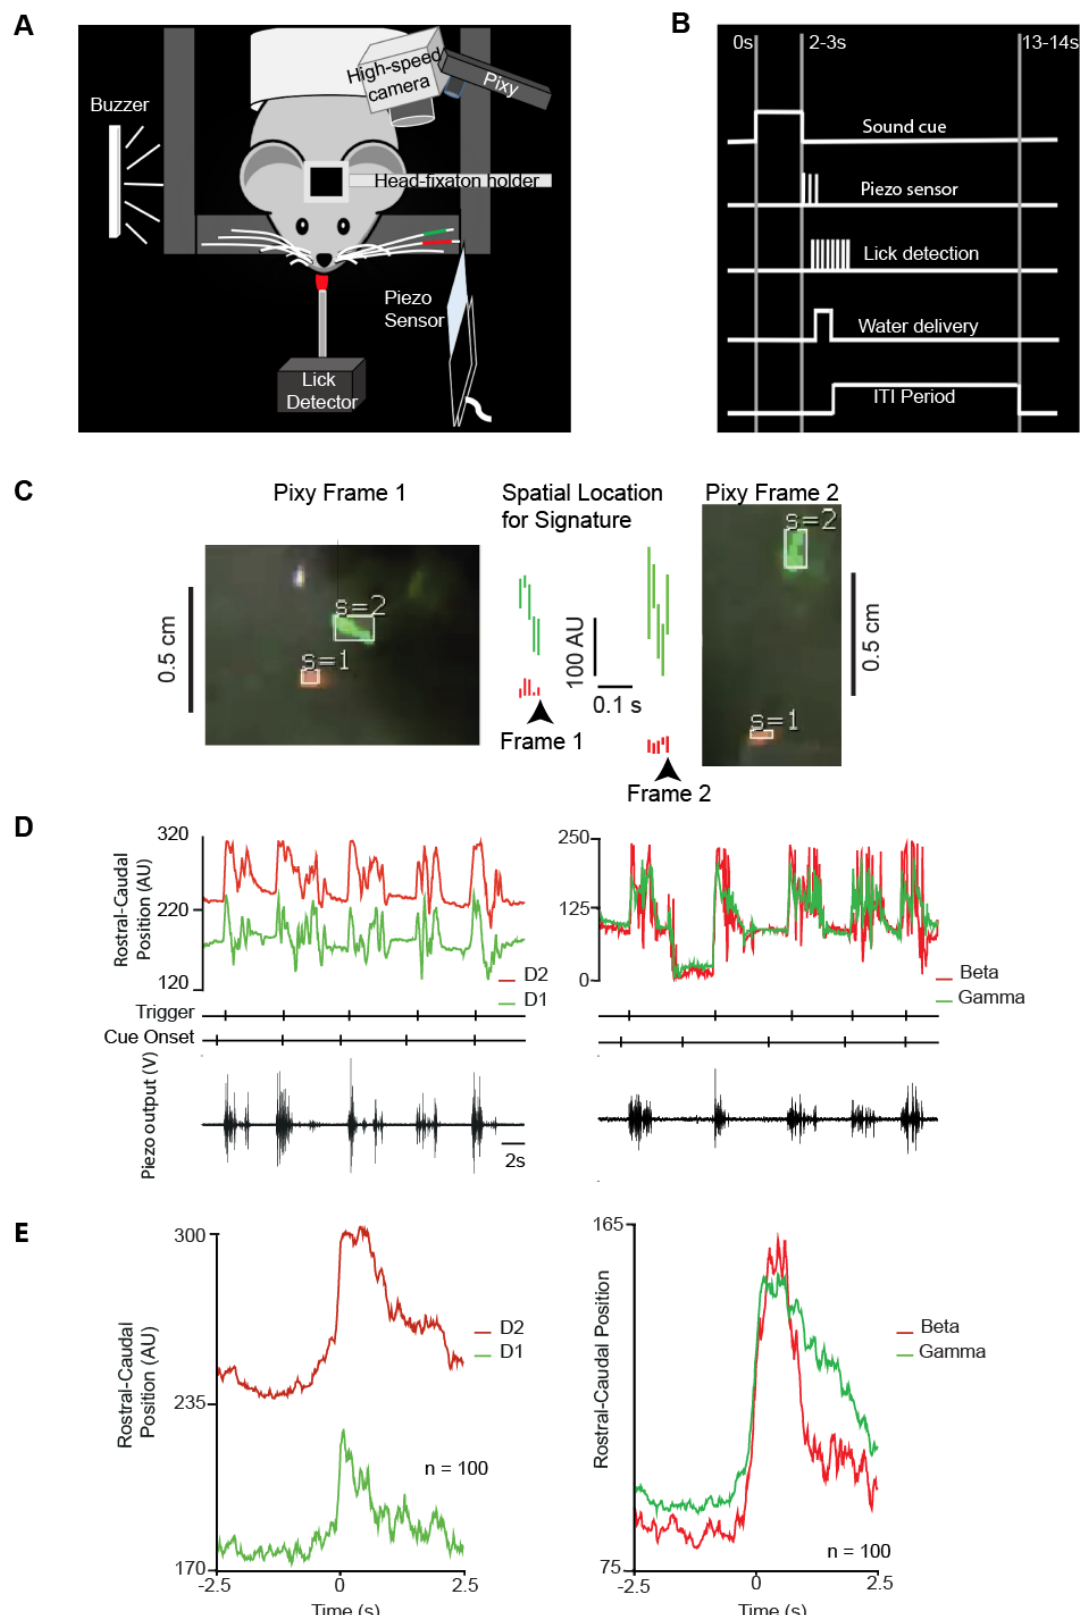 A
Buzzer
High-speed
camera
Pixy
Head-fixaton holder
Piezo
Sensor
Lick
Detector
B
0s
2-3s
13-14s
Sound cue
Piezo sensor
Lick detection
Water delivery
ITI Period
C
Pixy Frame 1
Spatial Location
for Signature
Pixy Frame 2
0.5 cm
s=2
s=1
100 AU
0.1 s
Frame 1
Frame 2
s=2
s=1
0.5 cm
D
Rostral-Caudal
Position (AU)
320
220
120
D2
D1
250
125
0
Beta
Gamma
Trigger
Cue Onset
Piezo output (V)
2s
E
Rostral-Caudal
Position (AU)
300
235
170
D2
D1
n = 100
-2.5
0
2.5
Time (s)
Rostral-Caudal Position
165
75
Beta
Gamma
n = 100
-2.5
0
2.5
Time (s)